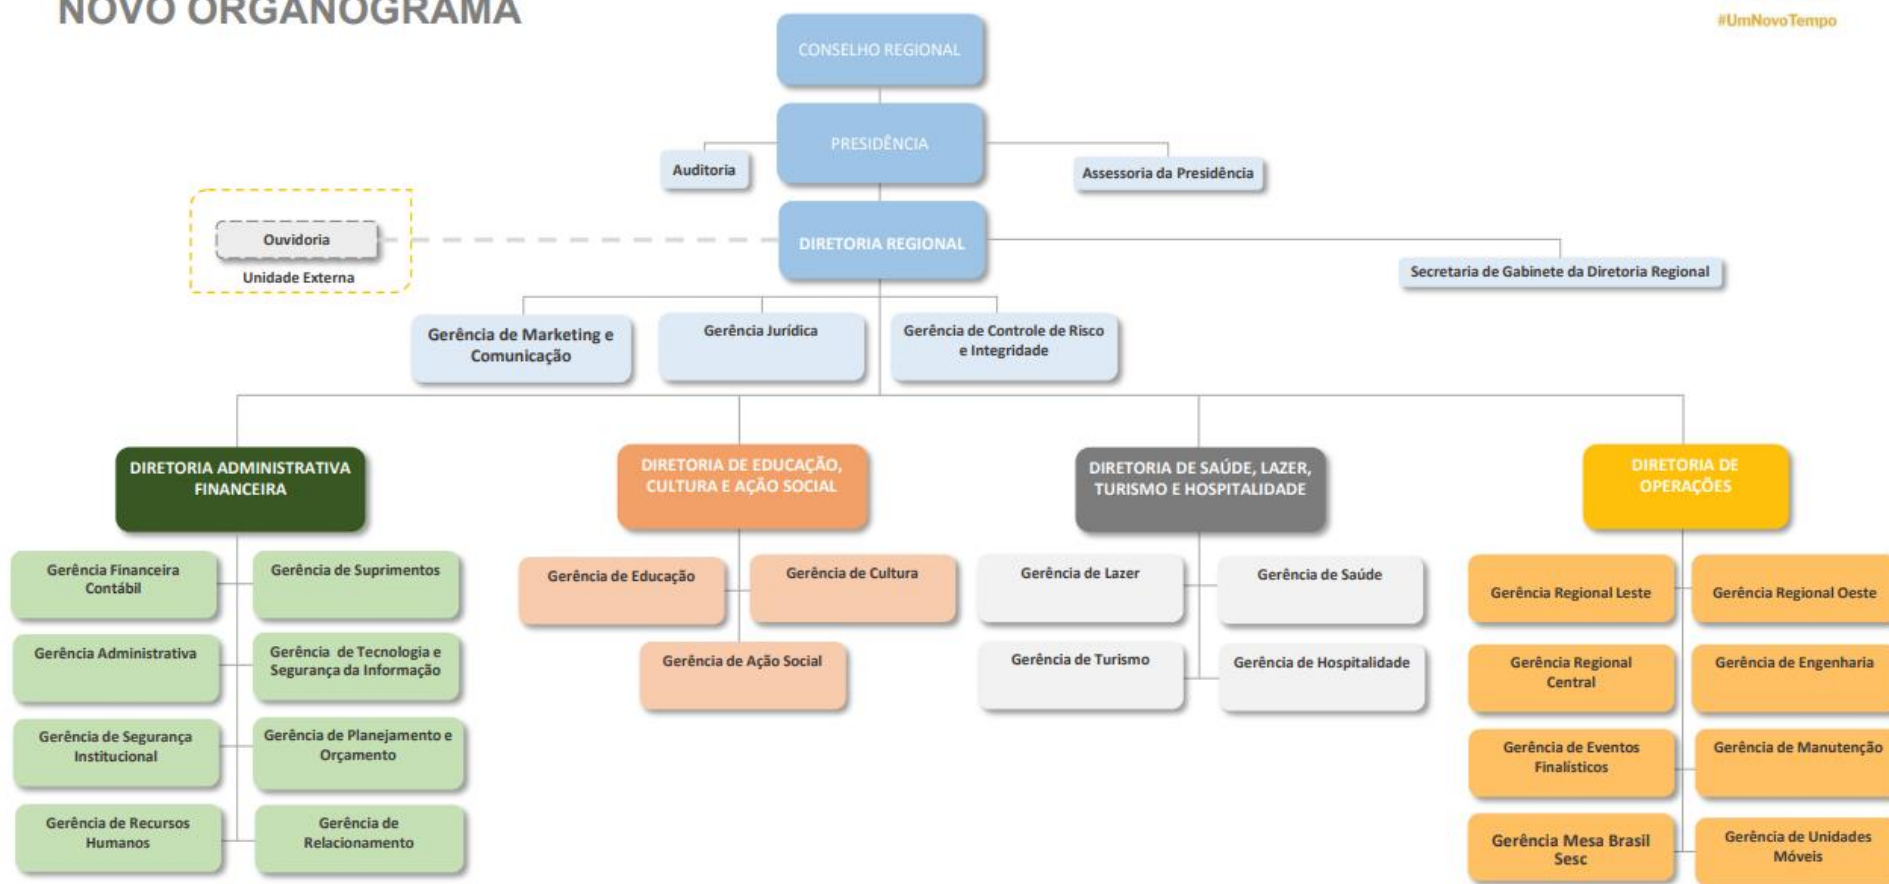 NOVO ORGANOGRAMA
#UmNovoTempo
CONSELHO REGIONAL
PRESIDÊNCIA
Auditoria
Assessoria da Presidência
Ouvidoria
Unidade Externa
DIRETORIA REGIONAL
Secretaria de Gabinete da Diretoria Regional
Gerência de Marketing e
Comunicação
Gerência Jurídica
Gerência de Controle de Risco
e Integridade
DIRETORIA ADMINISTRATIVA
FINANCEIRA
DIRETORIA DE EDUCAÇÃO,
CULTURA E AÇÃO SOCIAL
DIRETORIA DE SAÚDE, LAZER,
TURISMO E HOSPITALIDADE
DIRETORIA DE
OPERAÇÕES
Gerência Financeira
Contábil
Gerência de Suprimentos
Gerência Administrativa
Gerência de Tecnologia e
Segurança da Informação
Gerência de Segurança
Institucional
Gerência de Planejamento e
Orçamento
Gerência de Recursos
Humanos
Gerência de
Relacionamento
Gerência de Educação
Gerência de Cultura
Gerência de Ação Social
Gerência de Lazer
Gerência de Saúde
Gerência de Turismo
Gerência de Hospitalidade
Gerência Regional Leste
Gerência Regional Oeste
Gerência Regional
Central
Gerência de Engenharia
Gerência de Eventos
Finalísticos
Gerência de Manutenção
Gerência Mesa Brasil
Sesc
Gerência de Unidades
Móveis